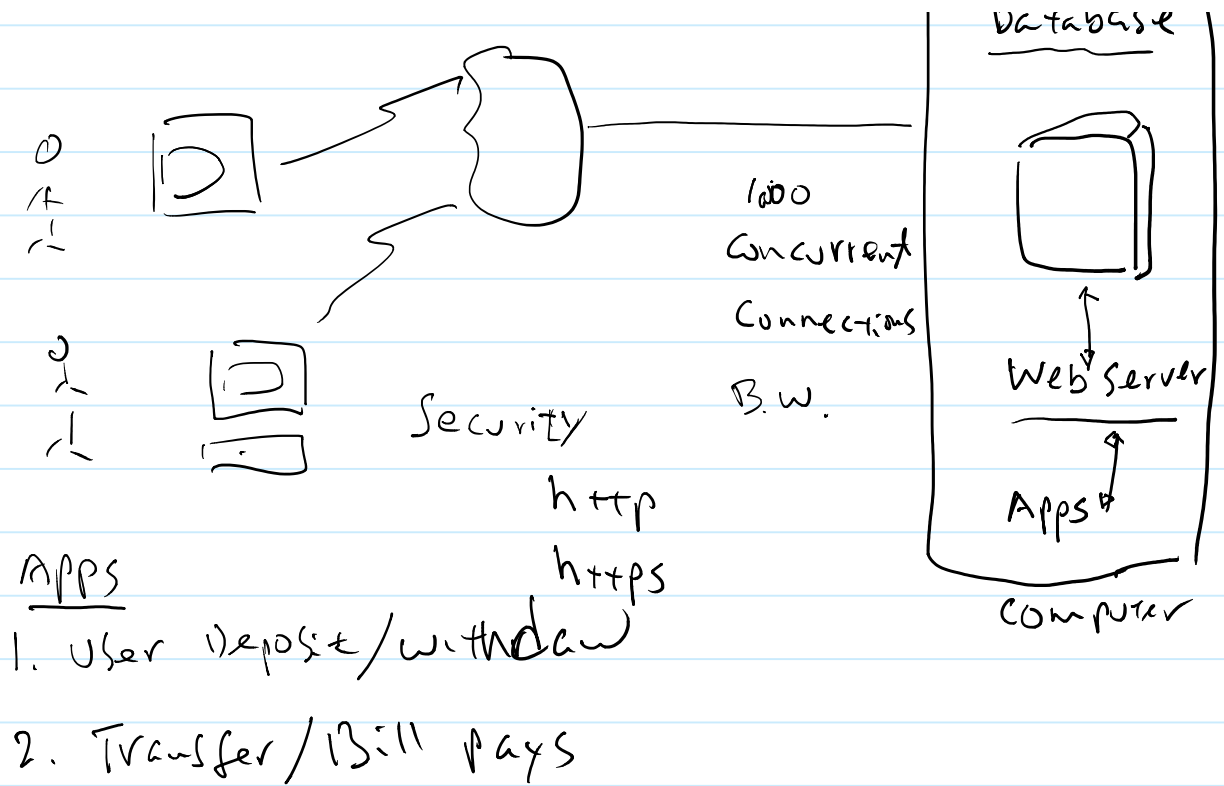 Database
1000
Concurrent
Connections
B.W.
Web Server
Apps
Computer
Security
http
https
Apps
1. User Deposit/withdaw
2. Transfer/Bill pays